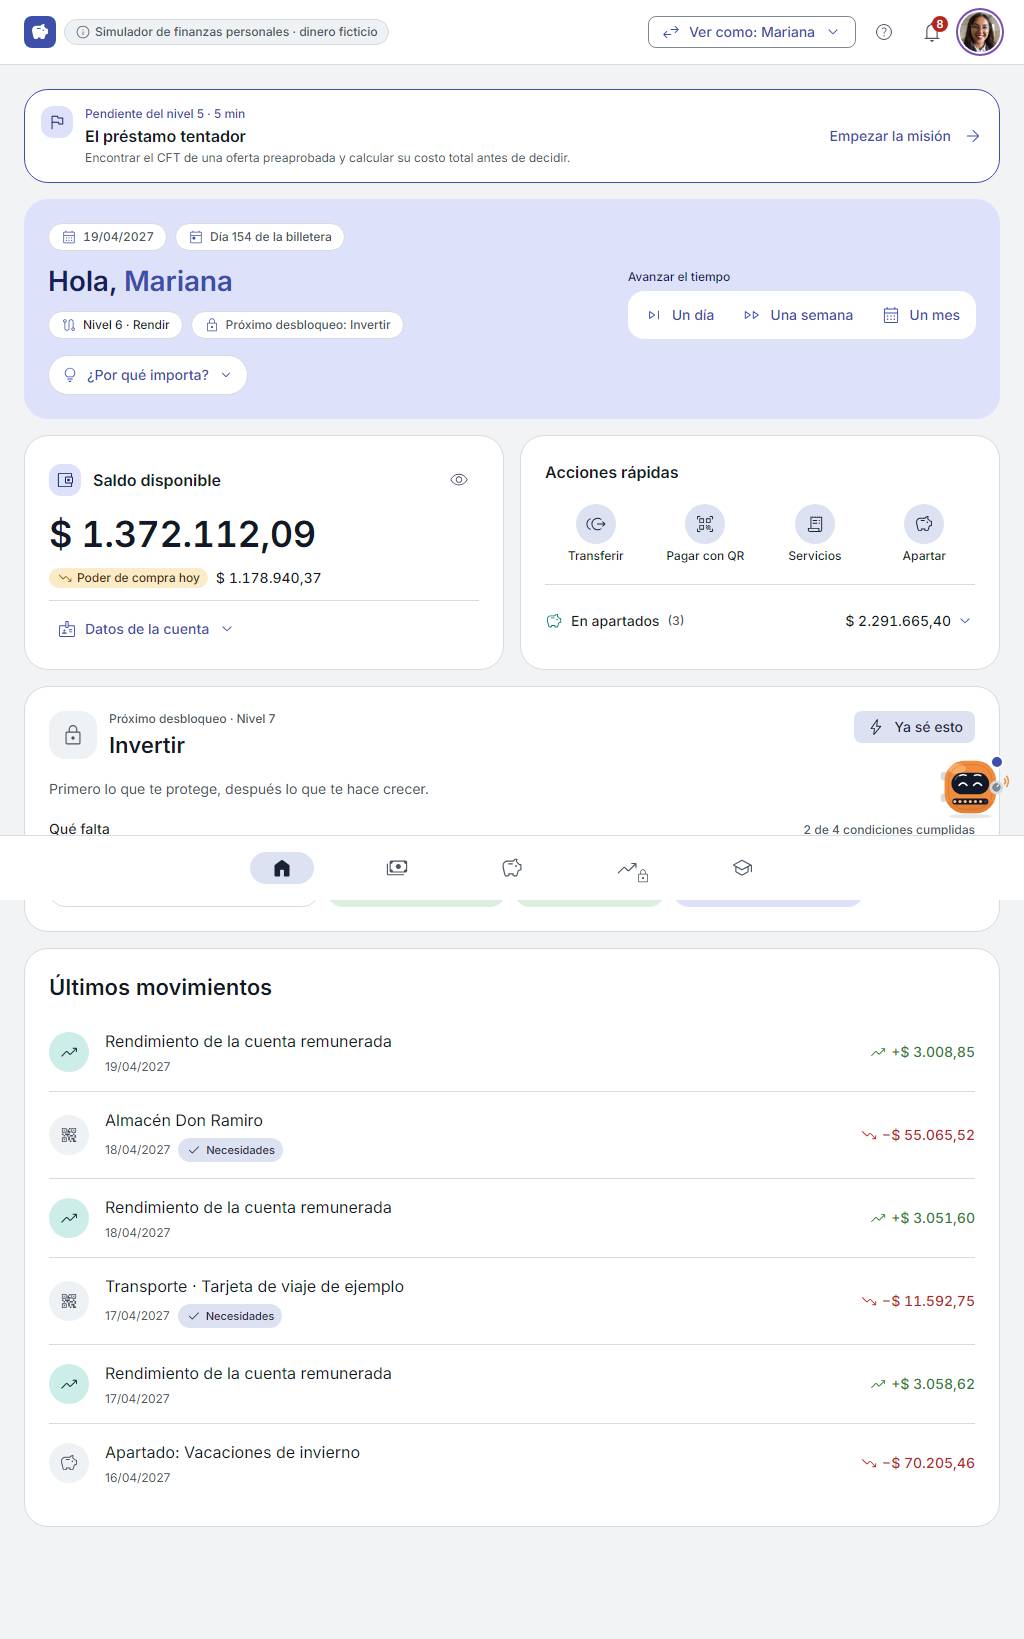 Simulador de finanzas personales · dinero ficticio
Ver como: Mariana
8
Pendiente del nivel 5 · 5 min
El préstamo tentador
Encontrar el CFT de una oferta preaprobada y calcular su costo total antes de decidir.
Empezar la misión
19/04/2027
Día 154 de la billetera
Hola, Mariana
Nivel 6 · Rendir
Próximo desbloqueo: Invertir
¿Por qué importa?
Avanzar el tiempo
Un día
Una semana
Un mes
Saldo disponible
$ 1.372.112,09
Poder de compra hoy
$ 1.178.940,37
Datos de la cuenta
Acciones rápidas
Transferir
Pagar con QR
Servicios
Apartar
En apartados (3)
$ 2.291.665,40
Próximo desbloqueo · Nivel 7
Invertir
Ya sé esto
Primero lo que te protege, después lo que te hace crecer.
Qué falta
2 de 4 condiciones cumplidas
Últimos movimientos
Rendimiento de la cuenta remunerada
19/04/2027
+$ 3.008,85
Almacén Don Ramiro
18/04/2027
Necesidades
−$ 55.065,52
Rendimiento de la cuenta remunerada
18/04/2027
+$ 3.051,60
Transporte · Tarjeta de viaje de ejemplo
17/04/2027
Necesidades
−$ 11.592,75
Rendimiento de la cuenta remunerada
17/04/2027
+$ 3.058,62
Apartado: Vacaciones de invierno
16/04/2027
−$ 70.205,46